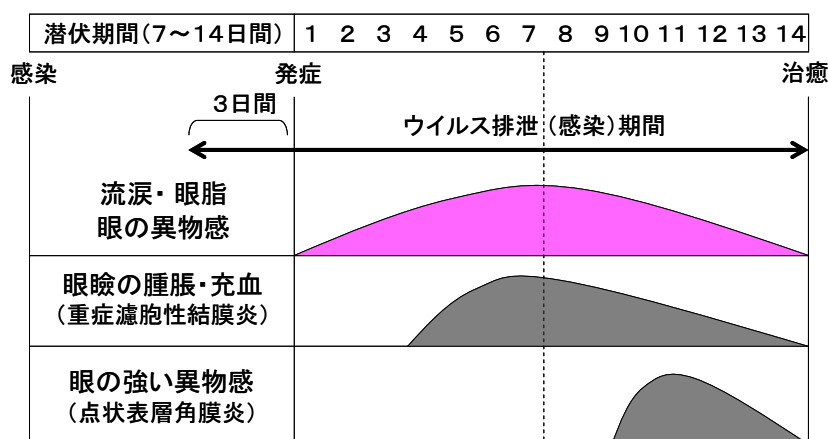 潜伏期間(7~14日間) 1 2 3 4 5 6 7 8 9 10 11 12 13 14
感染 発症 治癒
3日間
ウイルス排泄(感染)期間
流涙・眼脂
眼の異物感
眼瞼の腫脹・充血
(重症濾胞性結膜炎)
眼の強い異物感
(点状表層角膜炎)